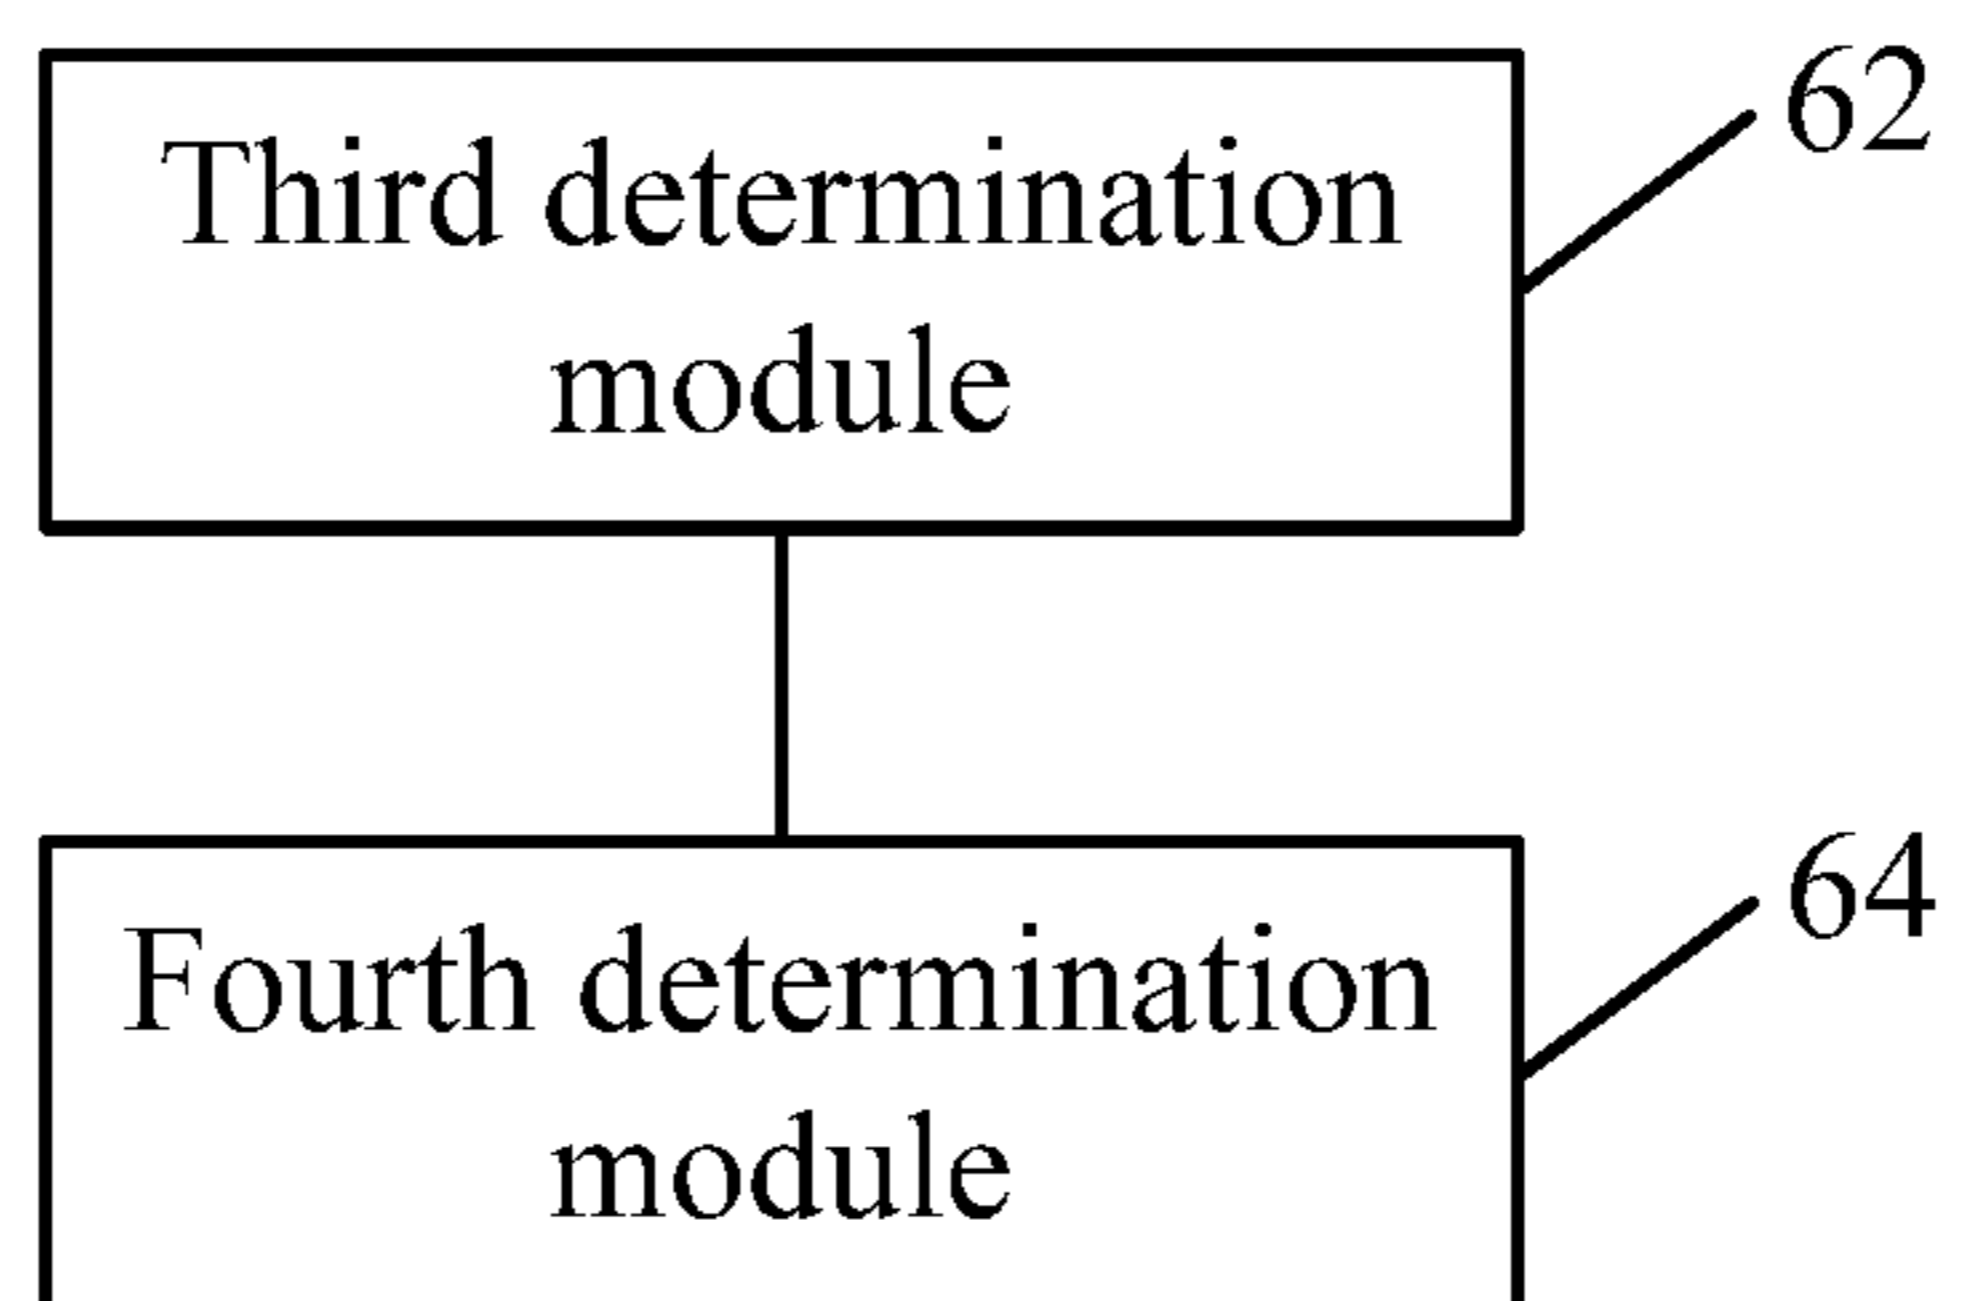 Third determination
module
62
Fourth determination
module
64